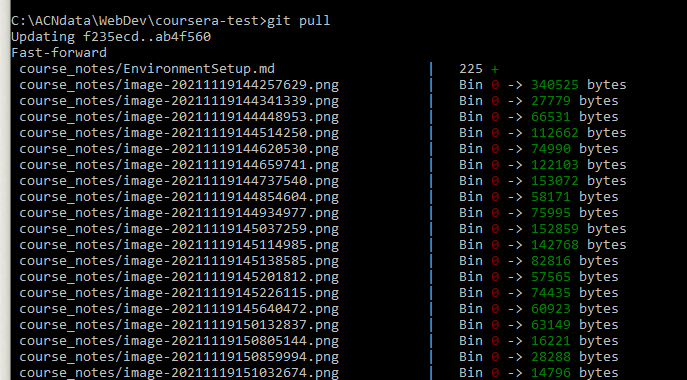 C:\ACNdata\WebDev\coursera-test>git pull
Updating f235ecd..ab4f560
Fast-forward
 course_notes/EnvironmentSetup.md | 225 +
 course_notes/image-20211119144257629.png | Bin 0 -> 340525 bytes
 course_notes/image-20211119144341339.png | Bin 0 -> 27779 bytes
 course_notes/image-20211119144448953.png | Bin 0 -> 66531 bytes
 course_notes/image-20211119144514250.png | Bin 0 -> 112662 bytes
 course_notes/image-20211119144620530.png | Bin 0 -> 74990 bytes
 course_notes/image-20211119144659741.png | Bin 0 -> 122103 bytes
 course_notes/image-20211119144737540.png | Bin 0 -> 153072 bytes
 course_notes/image-20211119144854604.png | Bin 0 -> 58171 bytes
 course_notes/image-20211119144934977.png | Bin 0 -> 75995 bytes
 course_notes/image-20211119145037259.png | Bin 0 -> 152859 bytes
 course_notes/image-20211119145114985.png | Bin 0 -> 142768 bytes
 course_notes/image-20211119145138585.png | Bin 0 -> 82816 bytes
 course_notes/image-20211119145201812.png | Bin 0 -> 57565 bytes
 course_notes/image-20211119145226115.png | Bin 0 -> 74435 bytes
 course_notes/image-20211119145640472.png | Bin 0 -> 60923 bytes
 course_notes/image-20211119150132837.png | Bin 0 -> 63149 bytes
 course_notes/image-20211119150805144.png | Bin 0 -> 16221 bytes
 course_notes/image-20211119150859994.png | Bin 0 -> 28288 bytes
 course_notes/image-20211119151032674.png | Bin 0 -> 14796 bytes